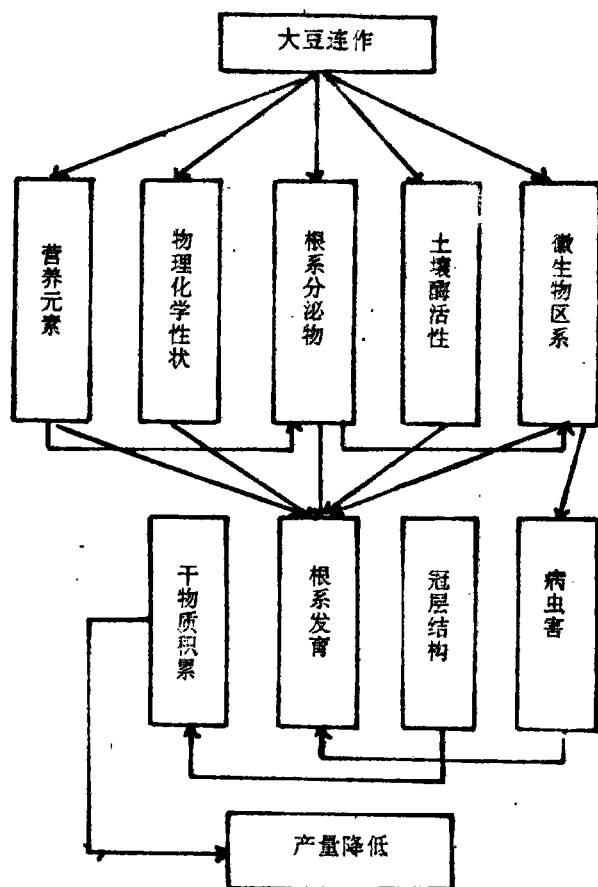 大豆连作
营养元素
物理化学性状
根系分泌物
土壤酶活性
微生物区系
干物质积累
根系发育
冠层结构
病虫害
产量降低